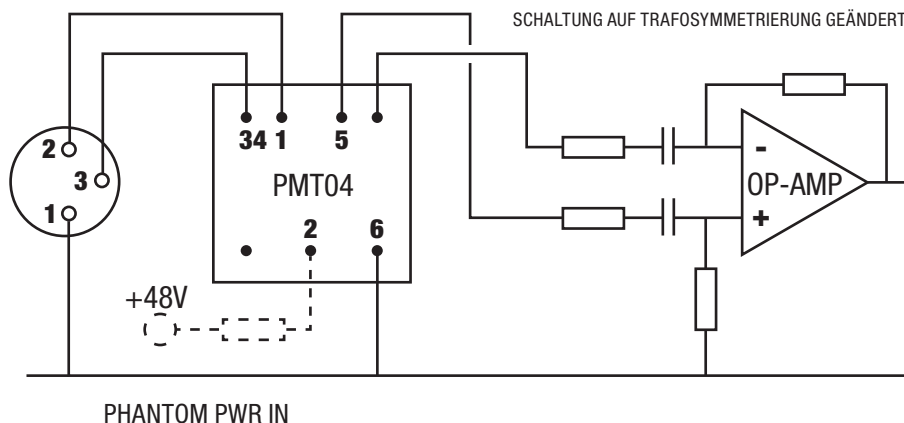 SCHALTUNG AUF TRAFOSYMMETRIERUNG GEÄNDERT
2
3
1
34 1 5
PMT04
2 6
+48V
-
OP-AMP
+
PHANTOM PWR IN